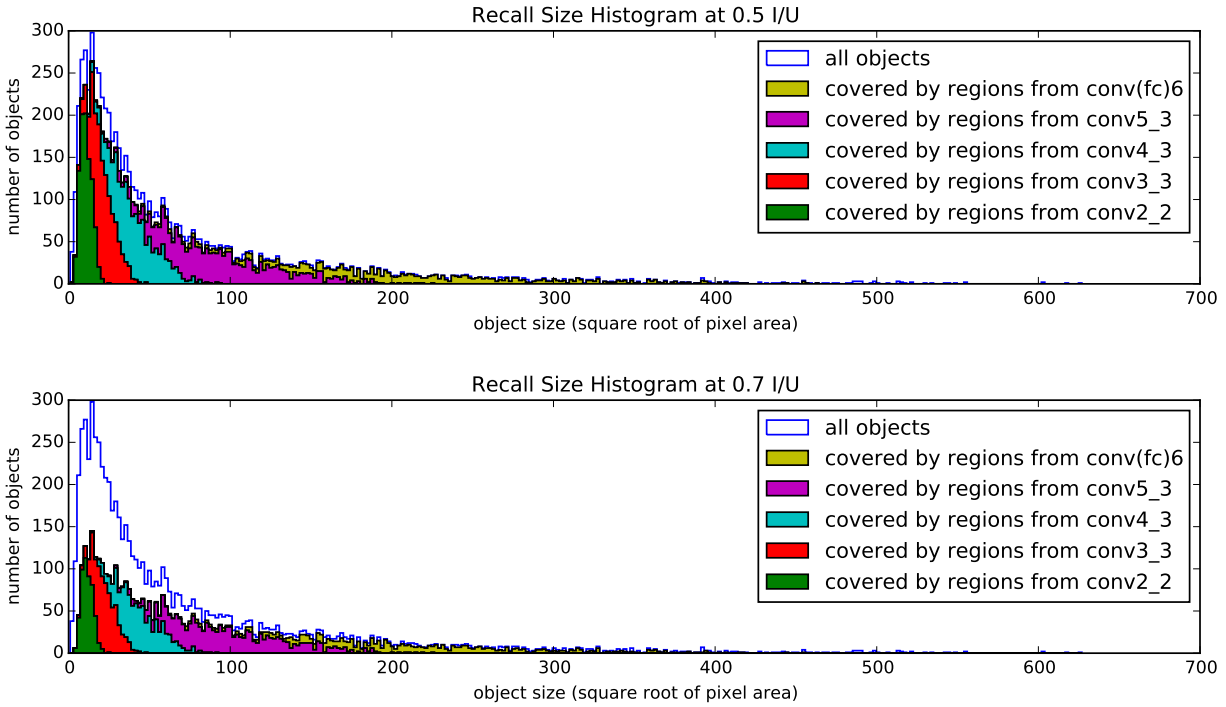 Recall Size Histogram at 0.5 I/U
300
250
200
150
100
50
0
number of objects
all objects
covered by regions from conv(fc)6
covered by regions from conv5_3
covered by regions from conv4_3
covered by regions from conv3_3
covered by regions from conv2_2
0 100 200 300 400 500 600 700
object size (square root of pixel area)
Recall Size Histogram at 0.7 I/U
300
250
200
150
100
50
0
number of objects
all objects
covered by regions from conv(fc)6
covered by regions from conv5_3
covered by regions from conv4_3
covered by regions from conv3_3
covered by regions from conv2_2
0 100 200 300 400 500 600 700
object size (square root of pixel area)